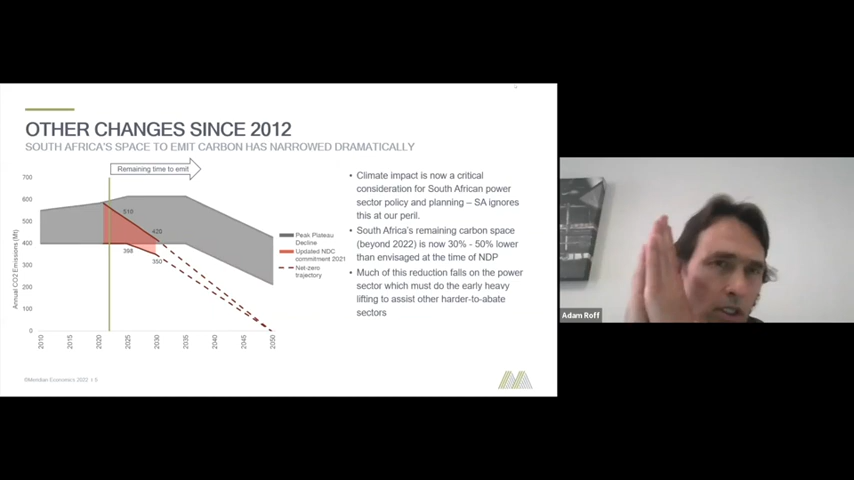 OTHER CHANGES SINCE 2012
SOUTH AFRICA'S SPACE TO EMIT CARBON HAS NARROWED DRAMATICALLY
Remaining time to emit
Annual CO2 Emissions (Mt)
700
600
500
400
300
200
100
0
510
420
398
350
2010
2015
2020
2025
2030
2035
2040
2045
2050
Peak Plateau
Decline
Updated NDC
commitment 2021
Net-zero
trajectory
• Climate impact is now a critical
consideration for South African power
sector policy and planning – SA ignores
this at our peril.
• South Africa's remaining carbon space
(beyond 2022) is now 30% - 50% lower
than envisaged at the time of NDP
• Much of this reduction falls on the power
sector which must do the early heavy
lifting to assist other harder-to-abate
sectors
©Meridian Economics 2022 | 5
Adam Roff